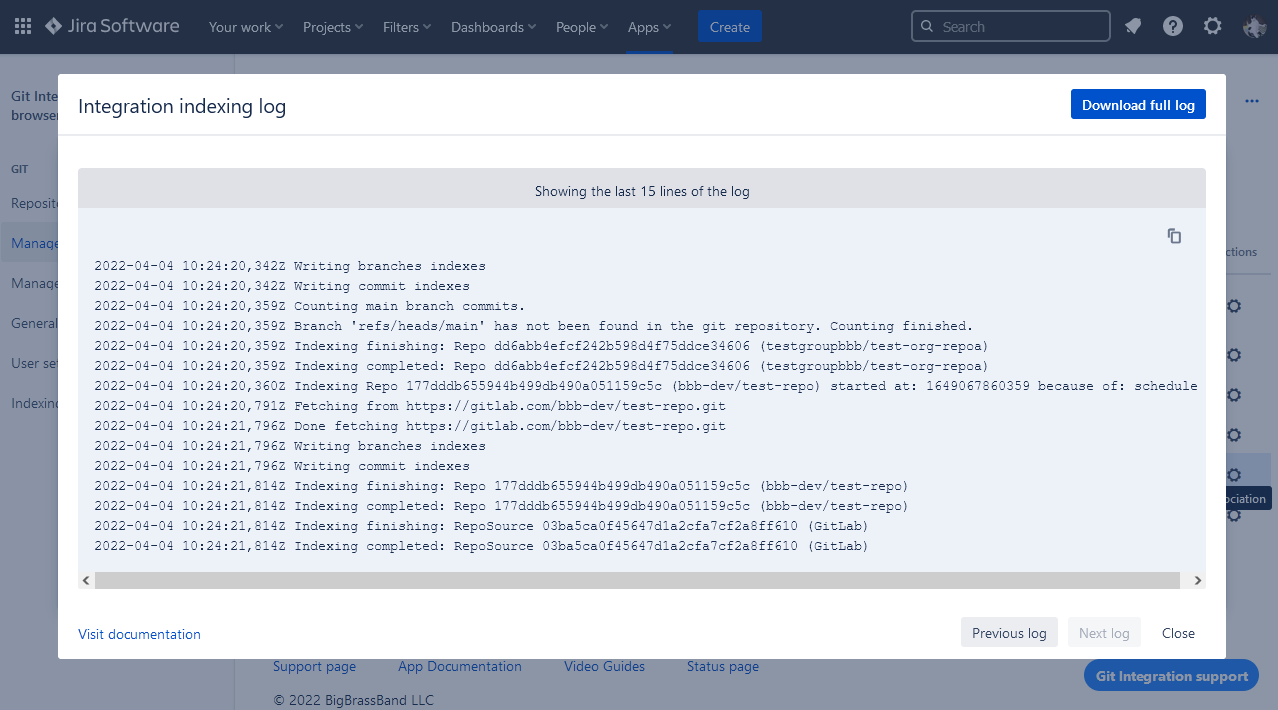 Jira Software Your work Projects Filters Dashboards People Apps Create Search
Git Inte
browser
GIT
Reposito
Manage
Manage
General
User set
Indexing
Integration indexing log
Download full log
Showing the last 15 lines of the log
2022-04-04 10:24:20,342Z Writing branches indexes
2022-04-04 10:24:20,342Z Writing commit indexes
2022-04-04 10:24:20,359Z Counting main branch commits.
2022-04-04 10:24:20,359Z Branch 'refs/heads/main' has not been found in the git repository. Counting finished.
2022-04-04 10:24:20,359Z Indexing finishing: Repo dd6abb4efcf242b598d4f75ddce34606 (testgroupbbb/test-org-repoa)
2022-04-04 10:24:20,359Z Indexing completed: Repo dd6abb4efcf242b598d4f75ddce34606 (testgroupbbb/test-org-repoa)
2022-04-04 10:24:20,360Z Indexing Repo 177dddb655944b499db490a051159c5c (bbb-dev/test-repo) started at: 1649067860359 because of: schedule
2022-04-04 10:24:20,791Z Fetching from https://gitlab.com/bbb-dev/test-repo.git
2022-04-04 10:24:21,796Z Done fetching https://gitlab.com/bbb-dev/test-repo.git
2022-04-04 10:24:21,796Z Writing branches indexes
2022-04-04 10:24:21,796Z Writing commit indexes
2022-04-04 10:24:21,814Z Indexing finishing: Repo 177dddb655944b499db490a051159c5c (bbb-dev/test-repo)
2022-04-04 10:24:21,814Z Indexing completed: Repo 177dddb655944b499db490a051159c5c (bbb-dev/test-repo)
2022-04-04 10:24:21,814Z Indexing finishing: RepoSource 03ba5ca0f45647d1a2cfa7cf2a8ff610 (GitLab)
2022-04-04 10:24:21,814Z Indexing completed: RepoSource 03ba5ca0f45647d1a2cfa7cf2a8ff610 (GitLab)
ctions
ociation
Visit documentation
Previous log Next log Close
Support page App Documentation Video Guides Status page
Git Integration support
© 2022 BigBrassBand LLC